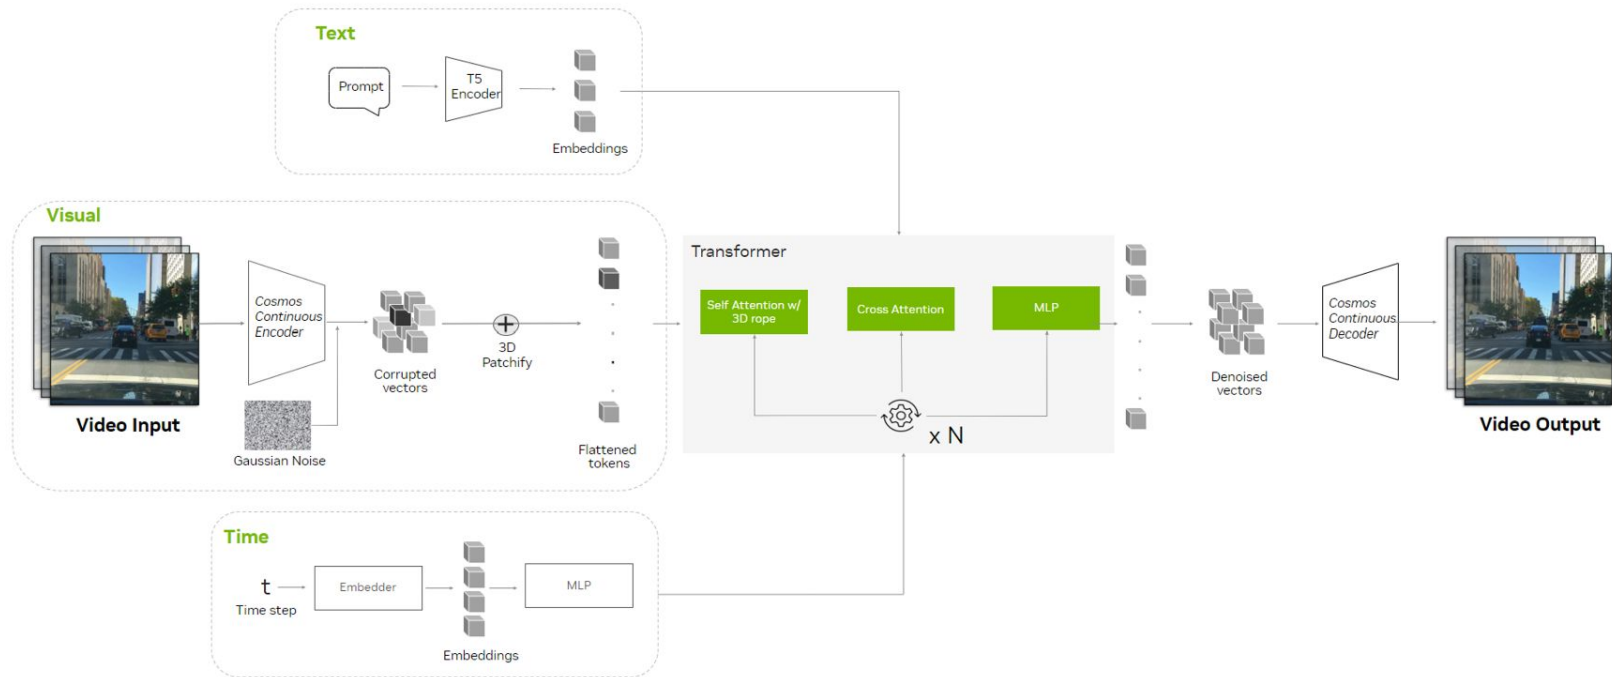 Text
Prompt
T5
Encoder
Embeddings
Visual
Video Input
Cosmos
Continuous
Encoder
Gaussian Noise
Corrupted
vectors
3D
Patchify
Flattened
tokens
Transformer
Self Attention w/
3D rope
Cross Attention
MLP
x N
Denoised
vectors
Cosmos
Continuous
Decoder
Video Output
Time
t
Time step
Embedder
Embeddings
MLP